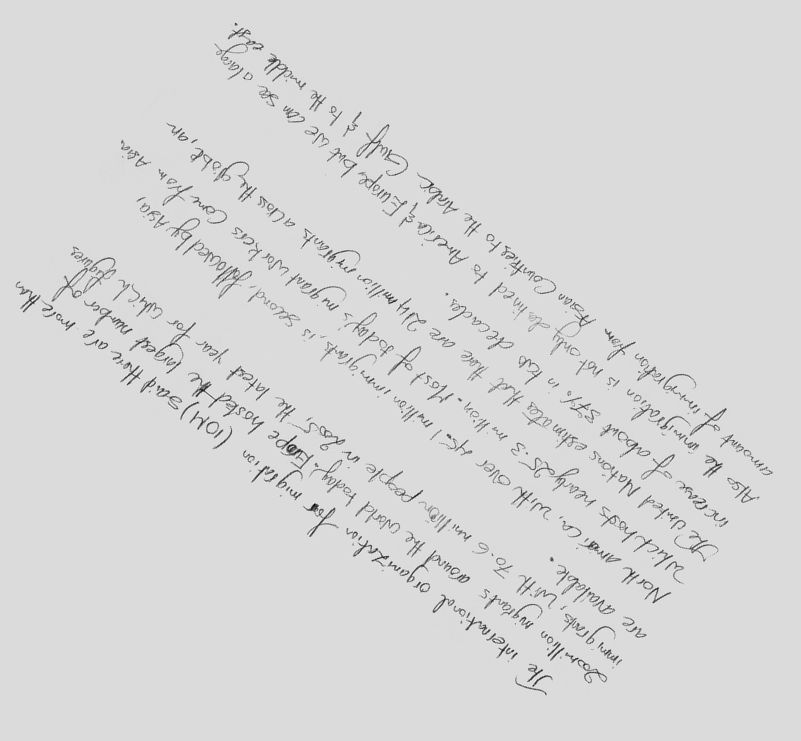 The international organization for migration (IOM) said there are more than
200million migrants around the world today. Europe hosted the largest number of
immigrants, with 70.6 million people in 2005, the latest year for which figures
are available.
North america, with over 45.1 million immigrants, is second, followed by Asia,
which hosts nearly 25.3 million. Most of today's migrant workers come from Asia.
The United Nations estimates that there are 214 million migrants across the globe, an
increase of about 37% in two decades.
Also the immigration is not only destined to America & Europe, but we can see a large
amount of immigration from Asian Countries to the Arabic Gulf & to the middle east.